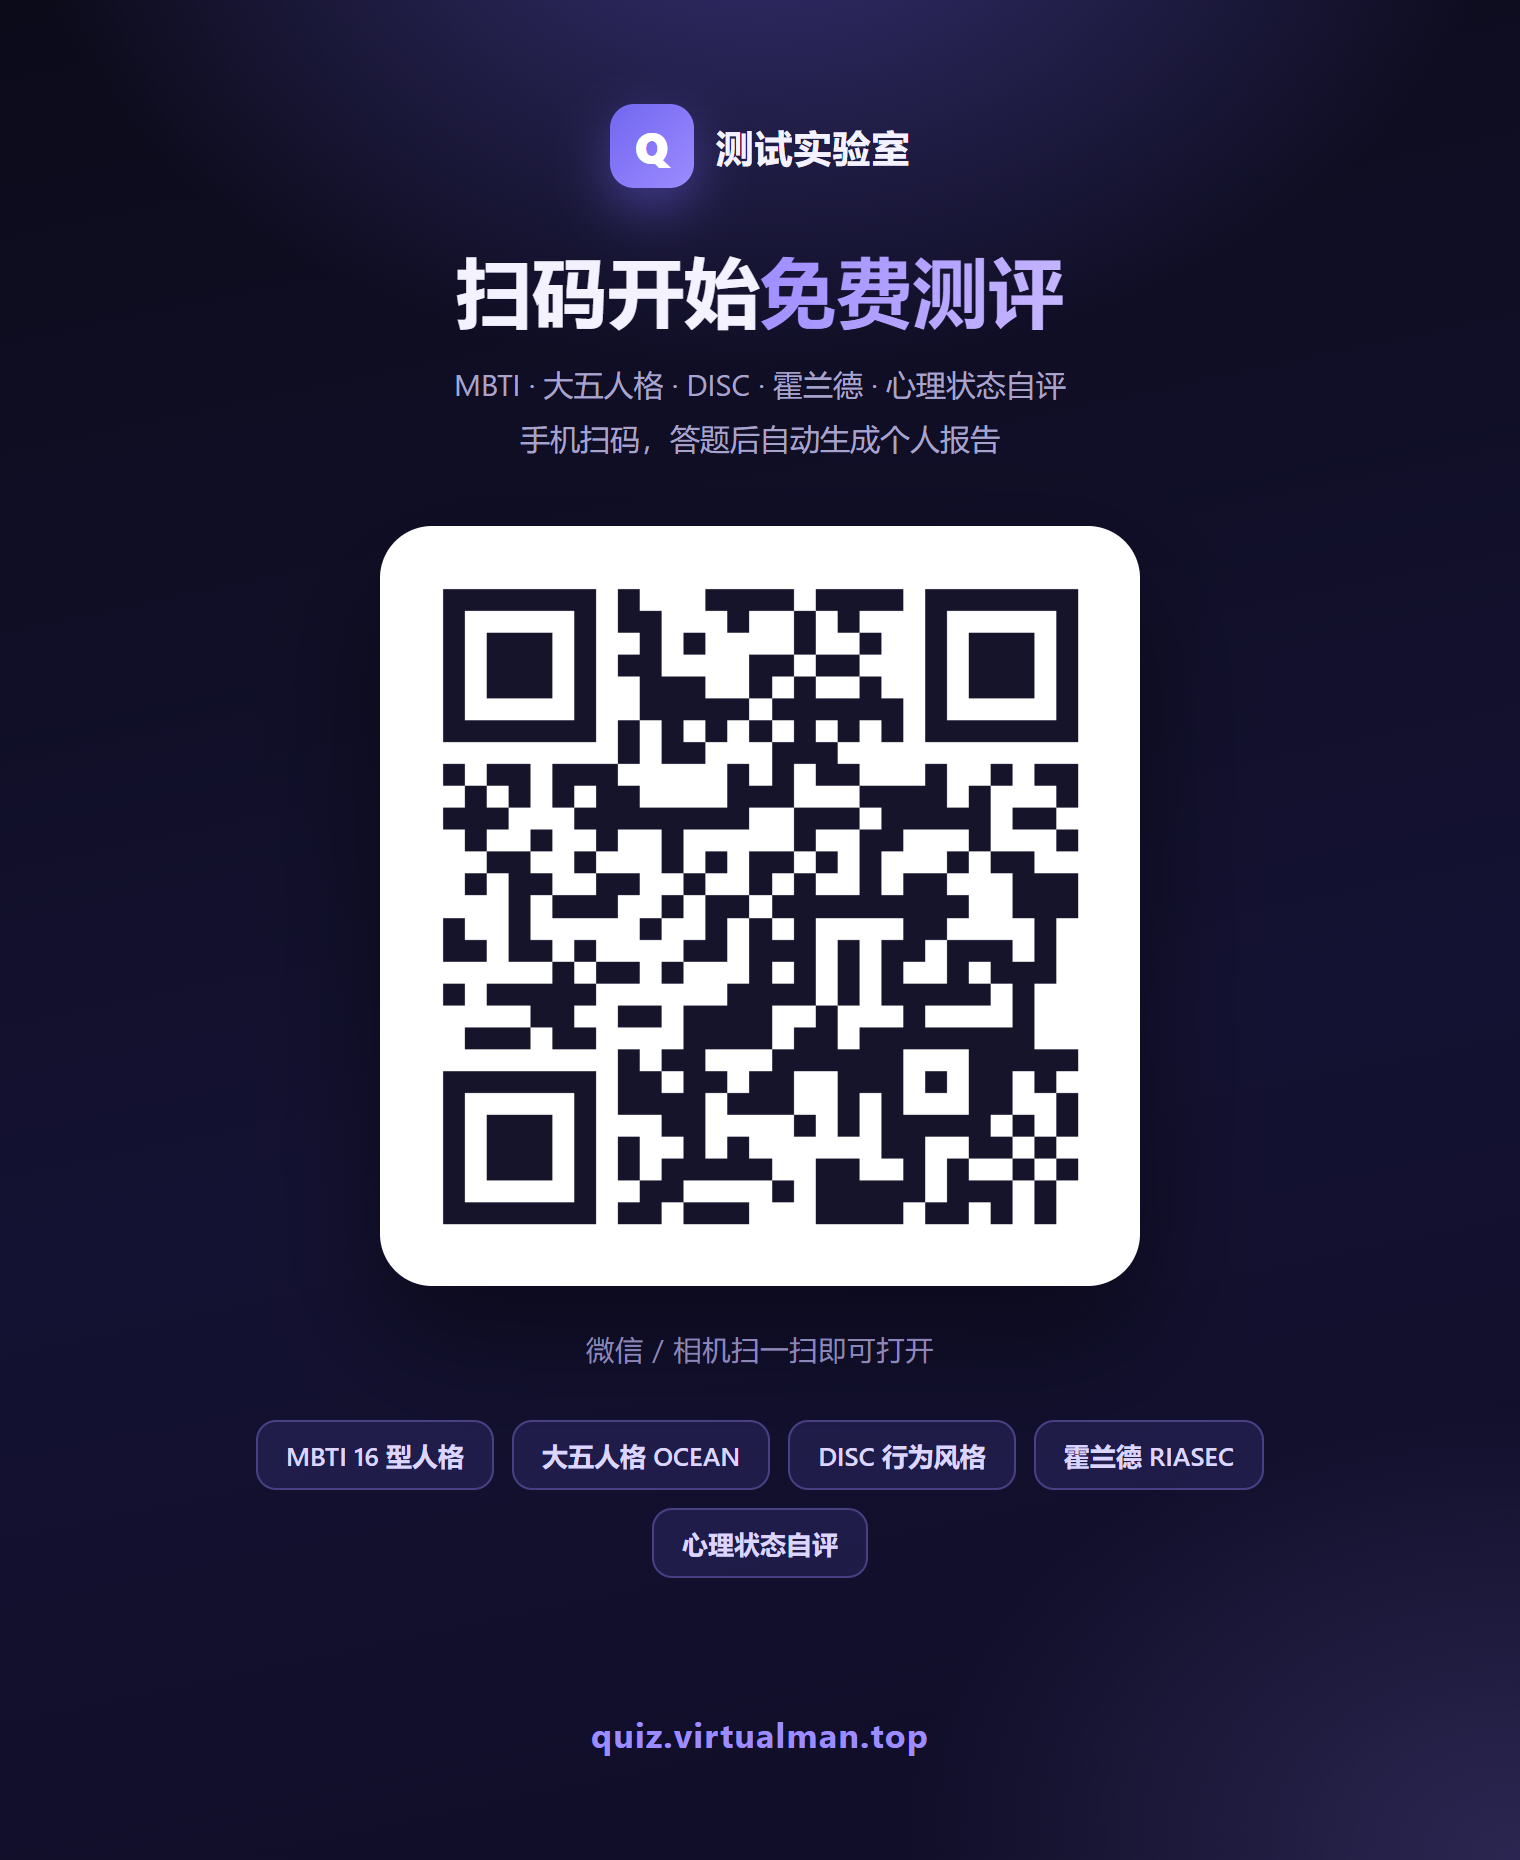 Q 测试实验室
扫码开始免费测评
MBTI · 大五人格 · DISC · 霍兰德 · 心理状态自评
手机扫码，答题后自动生成个人报告
微信 / 相机扫一扫即可打开
MBTI 16 型人格
大五人格 OCEAN
DISC 行为风格
霍兰德 RIASEC
心理状态自评
quiz.virtualman.top